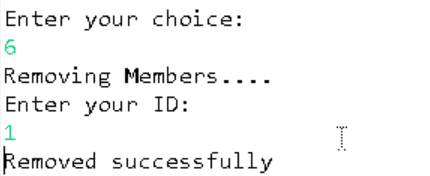 Enter your choice:
6
Removing Members....
Enter your ID:
1
Removed successfully